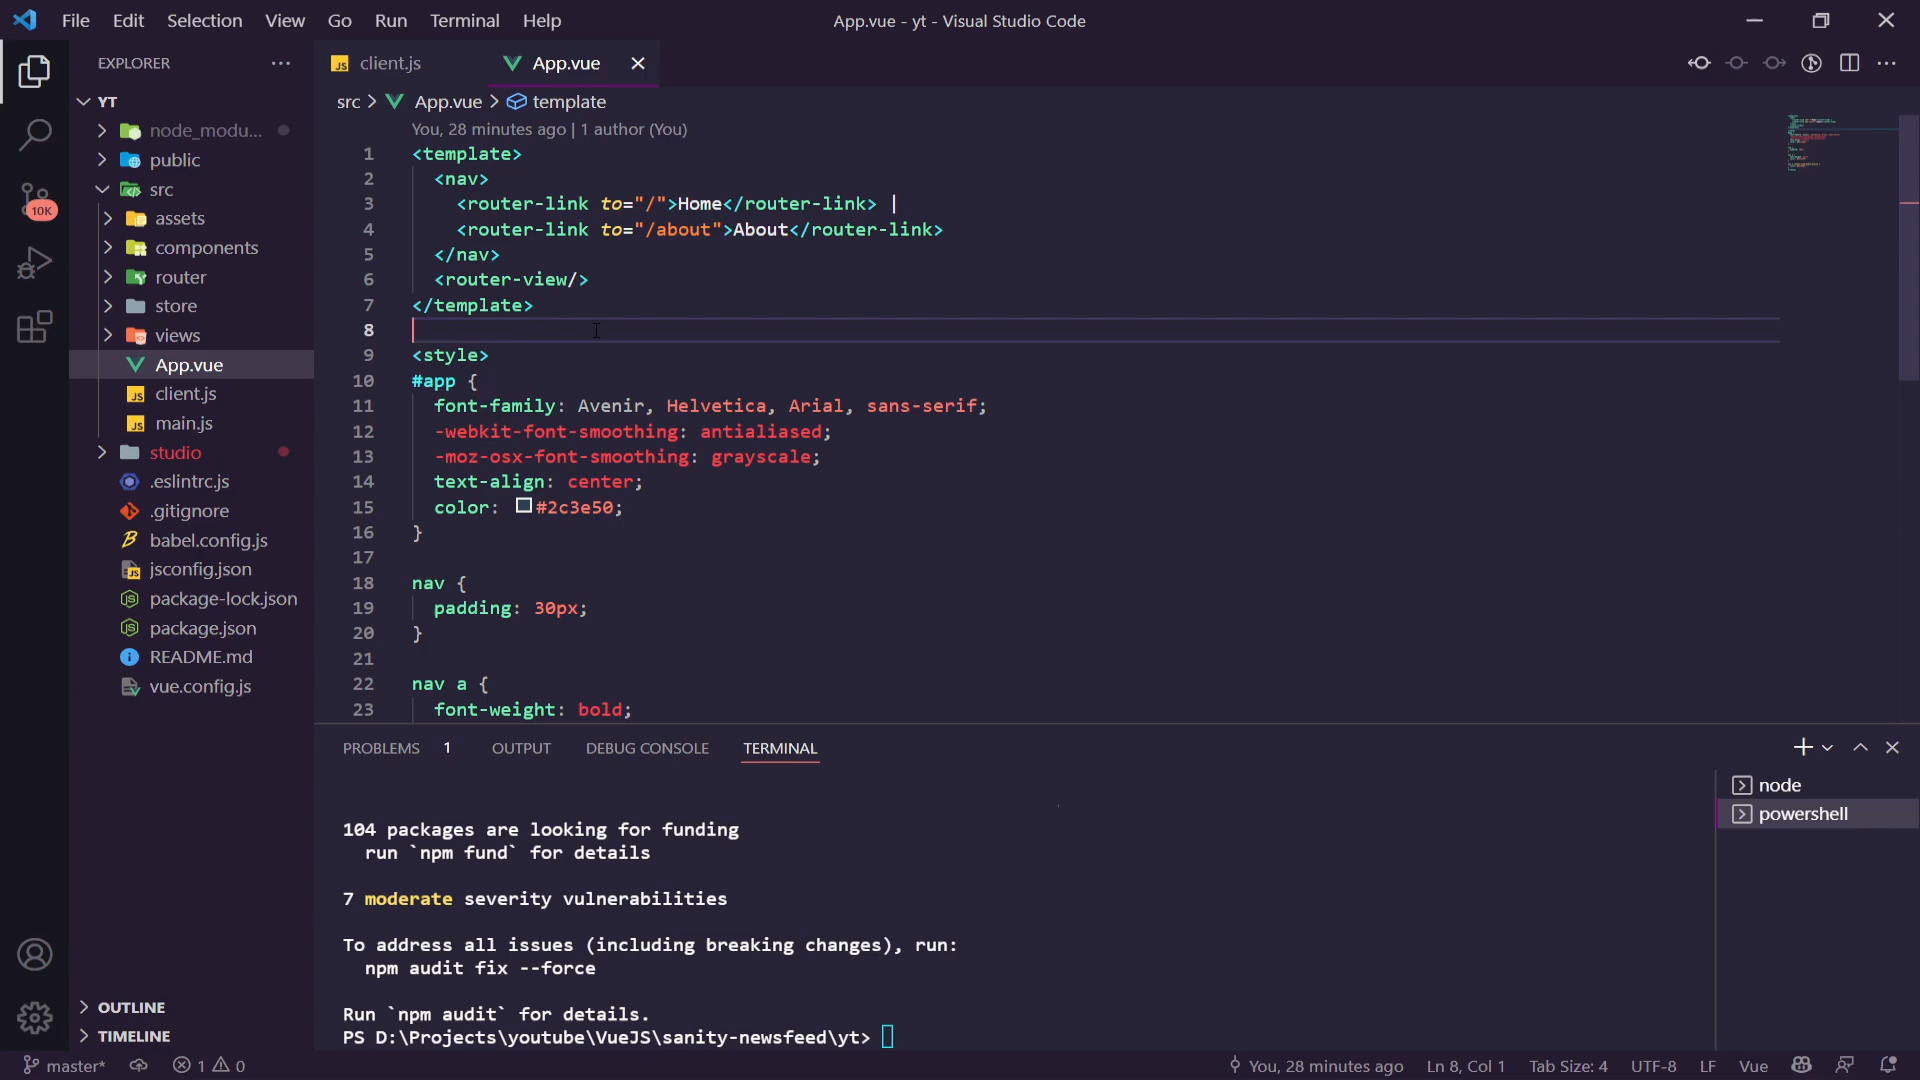 File Edit Selection View Go Run Terminal Help
App.vue - yt - Visual Studio Code
EXPLORER
YT
node_modu...
public
src
assets
components
router
store
views
App.vue
client.js
main.js
studio
.eslintrc.js
.gitignore
babel.config.js
jsconfig.json
package-lock.json
package.json
README.md
vue.config.js
OUTLINE
TIMELINE
10K
client.js
App.vue
src > App.vue > template
You, 28 minutes ago | 1 author (You)
1 <template>
2 <nav>
3 <router-link to="/">Home</router-link> |
4 <router-link to="/about">About</router-link>
5 </nav>
6 <router-view/>
7 </template>
8
9 <style>
10 #app {
11 font-family: Avenir, Helvetica, Arial, sans-serif;
12 -webkit-font-smoothing: antialiased;
13 -moz-osx-font-smoothing: grayscale;
14 text-align: center;
15 color: #2c3e50;
16 }
17
18 nav {
19 padding: 30px;
20 }
21
22 nav a {
23 font-weight: bold;
PROBLEMS 1 OUTPUT DEBUG CONSOLE TERMINAL
104 packages are looking for funding
run `npm fund` for details
7 moderate severity vulnerabilities
To address all issues (including breaking changes), run:
npm audit fix --force
Run `npm audit` for details.
PS D:\Projects\youtube\VueJS\sanity-newsfeed\yt>
node
powershell
master* 1 0 You, 28 minutes ago Ln 8, Col 1 Tab Size: 4 UTF-8 LF Vue